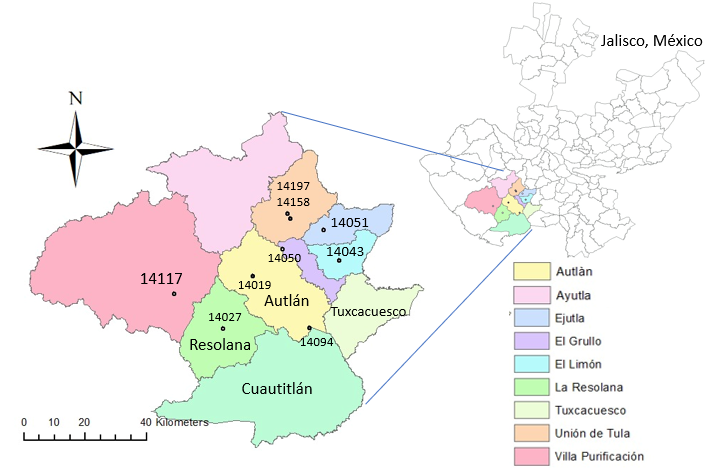 Jalisco, México
N
14197
14158
14051
14050
14043
14117
14019
Autlán
Tuxcacuesco
14027
Resolana
14094
Cuautitlán
0 10 20 40 Kilometers
Autlàn
Ayutla
Ejutla
El Grullo
El Limón
La Resolana
Tuxcacuesco
Unión de Tula
Villa Purificación